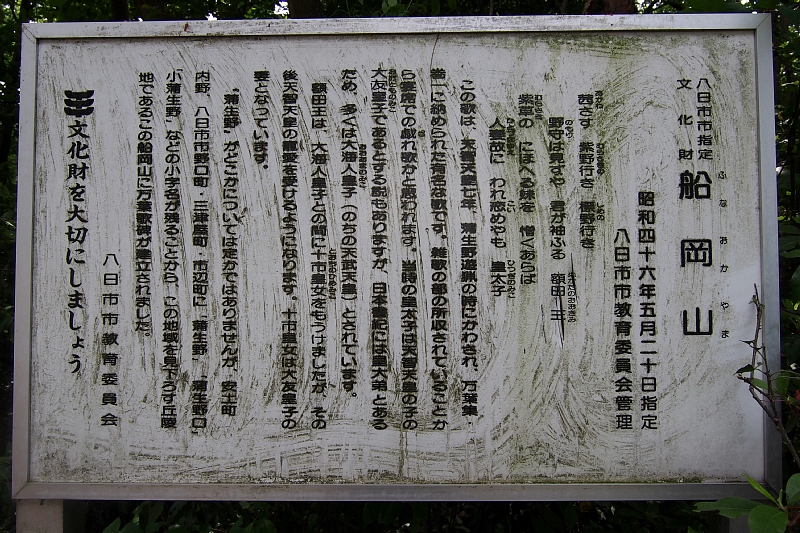 八日市市指定
文化財
船岡山
ふなおかやま
昭和四十六年五月二十日指定
八日市市教育委員会管理
茜さす 紫野行き 標野行き
野守は見ずや 君が袖ふる 額田王
紫草の にほへる妹を 憎くあらば
人妻故に われ恋めやも 皇太子
この歌は、天智天皇七年、蒲生野遊猟の時にかわされ、万葉集・
巻一に納められた有名な歌です。雑歌の部の所収されていることか
ら宴席での戯れ歌かと思われます。当時の皇太子は天智天皇の子の
大友皇子であるとする説もありますが、日本書紀には皇大弟とある
ため、多くは大海人皇子(のちの天武天皇)とされています。
額田王は、大海人皇子との間に十市皇女をもうけましたが、その
後天智天皇の寵愛を受けるようになります。十市皇女は大友皇子の
妻となっています。
“蒲生野”がどこかについては定かではありませんが、安土町
内野、八日市市野口町・三津屋町・市辺町に“蒲生野”“蒲生野口”
“小蒲生野”などの小字名が残ることから、この地域を見下ろす丘陵
地であるこの船岡山に万葉歌碑が建立されました。
八日市市教育委員会
文化財を大切にしましょう